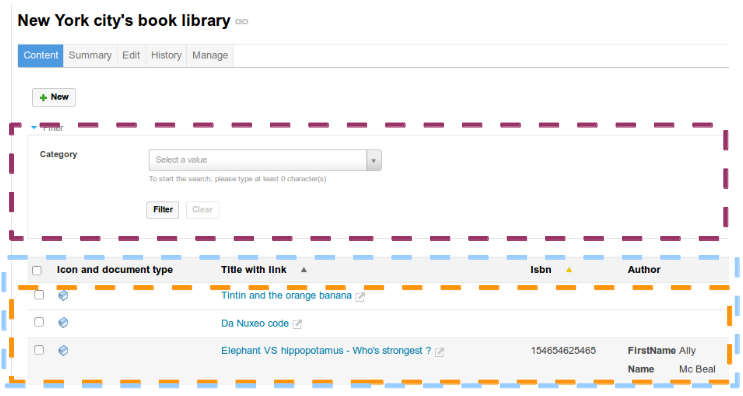 New York city's book library
Content Summary Edit History Manage
New
Filter
Category
Select a value
To start the search, please type at least 0 character(s)
Filter Clear
Icon and document type Title with link Isbn Author
Tintin and the orange banana
Da Nuxeo code
Elephant VS hippopotamus - Who's strongest ? 154654625465 FirstName Ally
Name Mc Beal